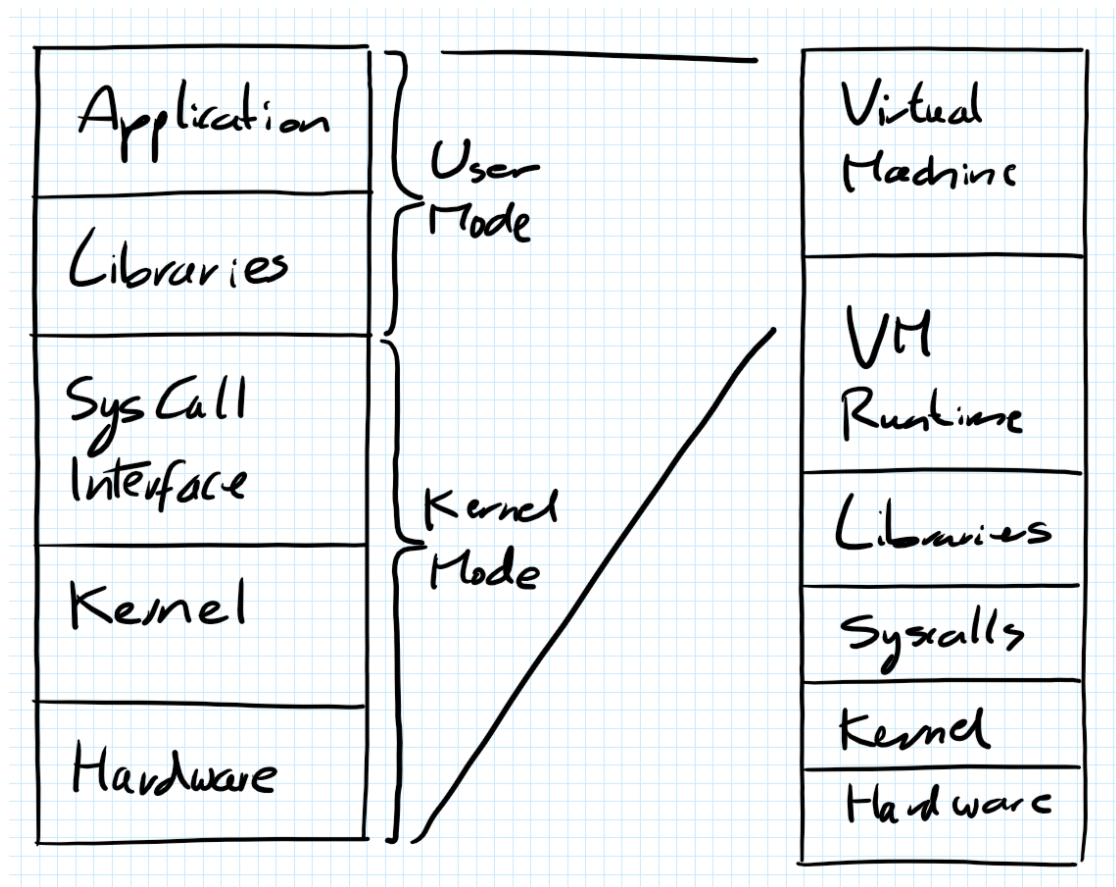 Application
Libraries
SysCall
Interface
Kernel
Hardware
User
Mode
Kernel
Mode
Virtual
Machine
VM
Runtime
Libraries
Syscalls
Kernel
Hardware